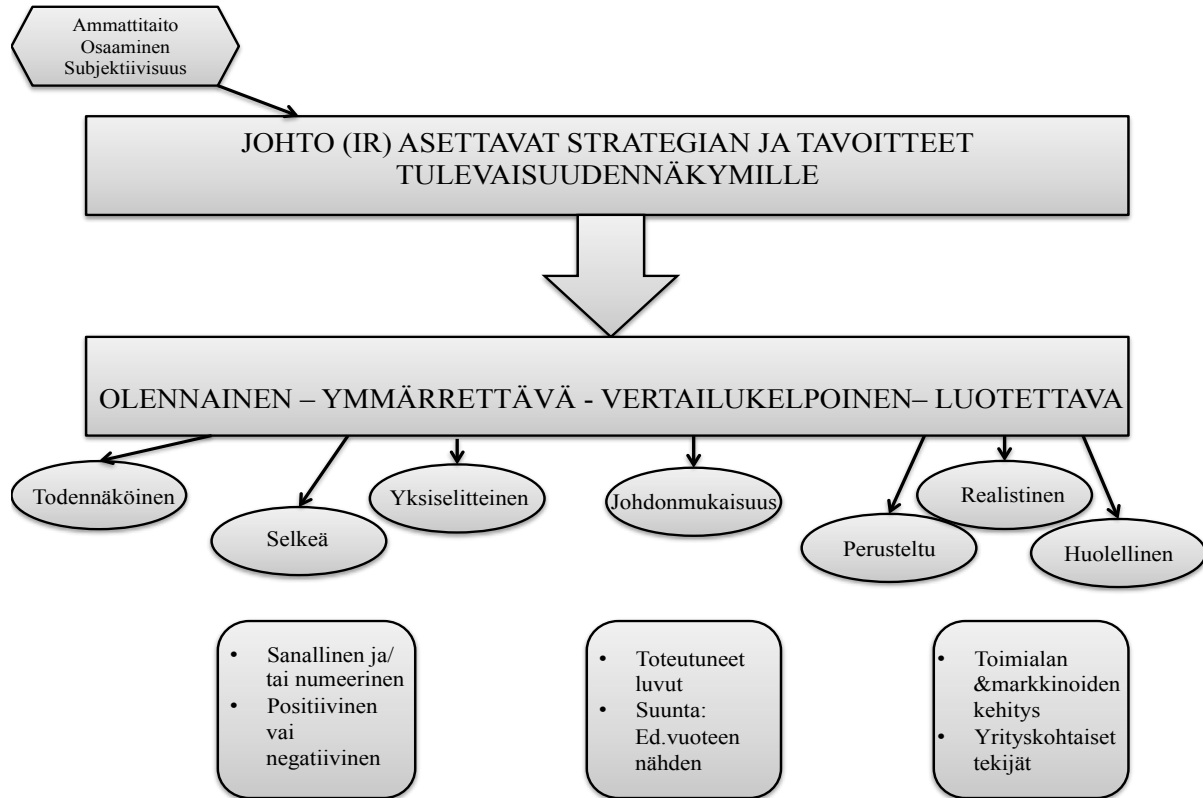 Ammattitaito
Osaaminen
Subjektiivisuus
JOHTO (IR) ASETTAVAT STRATEGIAN JA TAVOITTEET
TULEVAISUUDENNÄKYMILLE
OLENNAINEN – YMMÄRRETTÄVÄ - VERTAILUKELPOINEN– LUOTETTAVA
Todennäköinen
Selkeä
Yksiselitteinen
Johdonmukaisuus
Perusteltu
Realistinen
Huolellinen
• Sanallinen ja/
tai numeerinen
• Positiivinen
vai
negatiivinen
• Toteutuneet
luvut
• Suunta:
Ed.vuoteen
nähden
• Toimialan
&markkinoiden
kehitys
• Yrityskohtaiset
tekijät